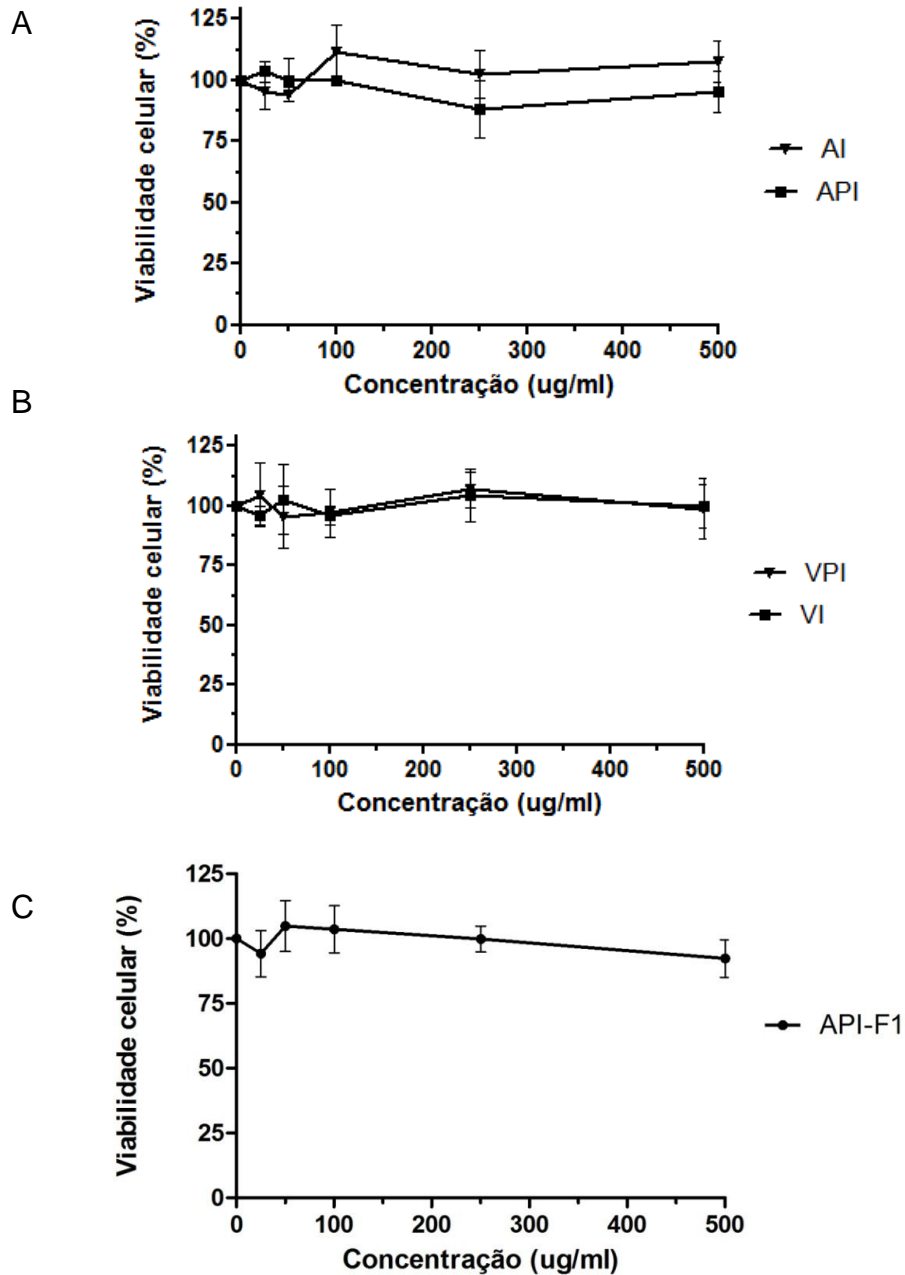 A
Viabilidade celular (%)
125
100
75
50
25
0
0 100 200 300 400 500
Concentração (ug/ml)
AI
API
B
Viabilidade celular (%)
125
100
75
50
25
0
0 100 200 300 400 500
Concentração (ug/ml)
VPI
VI
C
Viabilidade celular (%)
125
100
75
50
25
0
0 100 200 300 400 500
Concentração (ug/ml)
API-F1